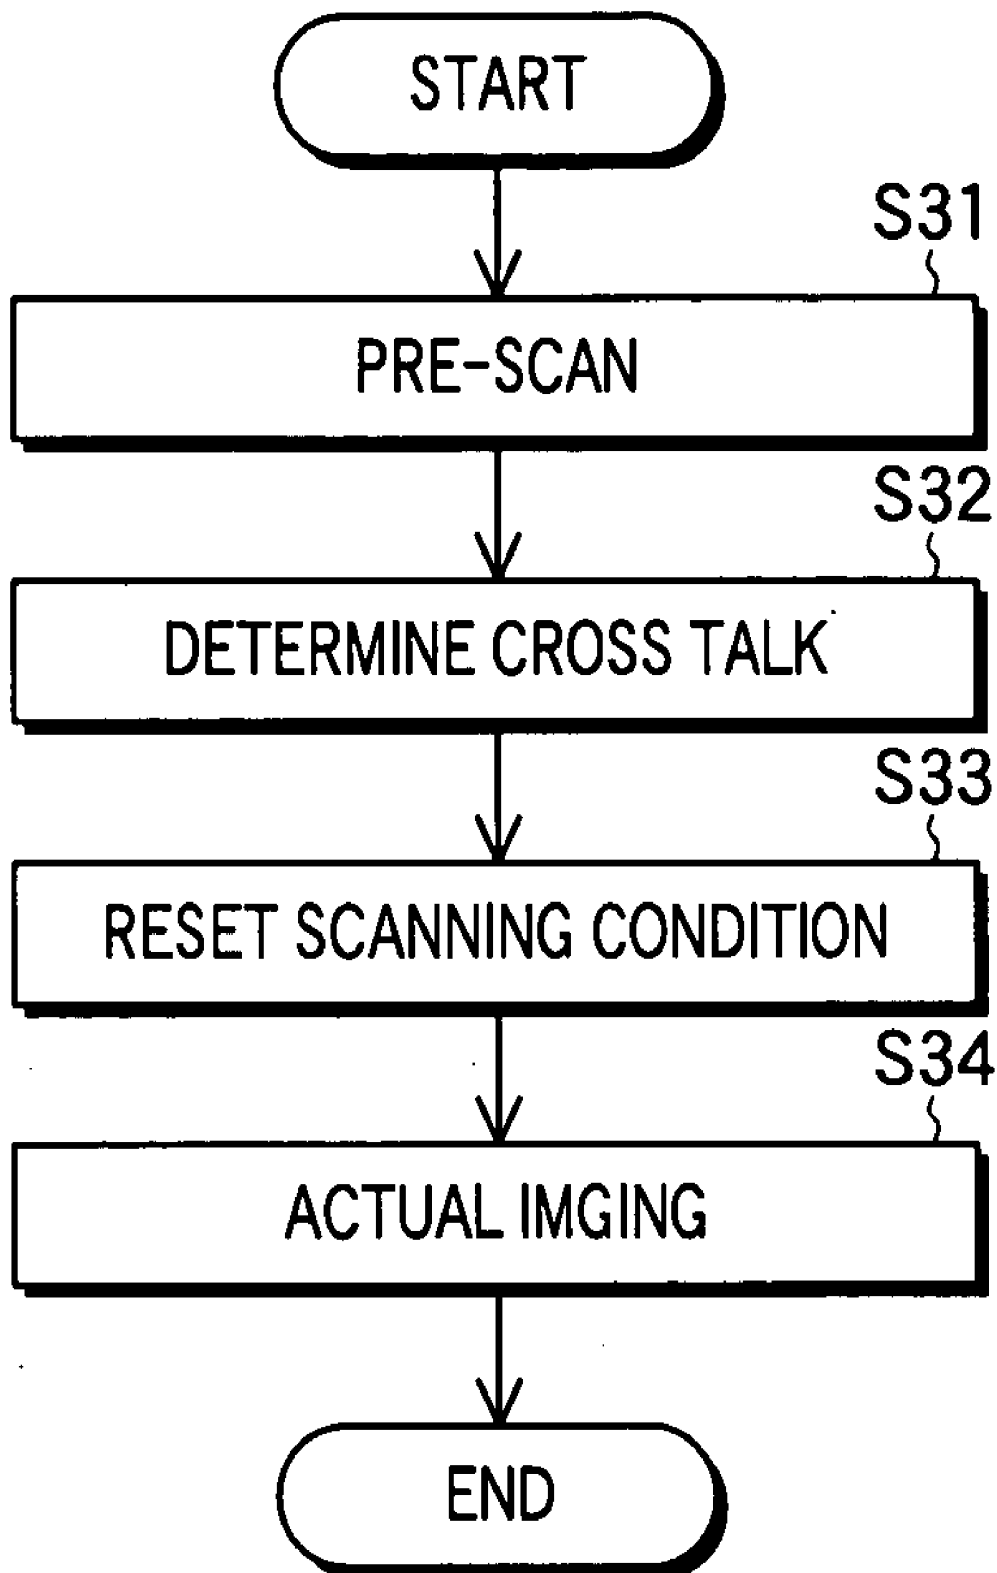 START
S31
PRE-SCAN
S32
DETERMINE CROSS TALK
S33
RESET SCANNING CONDITION
S34
ACTUAL IMGING
END